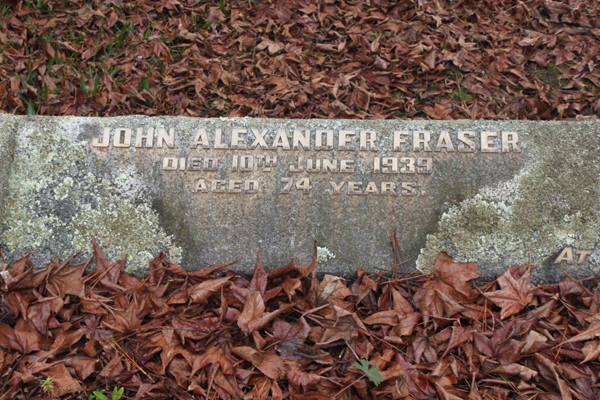 JOHN ALEXANDER FRASER
DIED 10TH JUNE 1939
AGED 74 YEARS.
AT